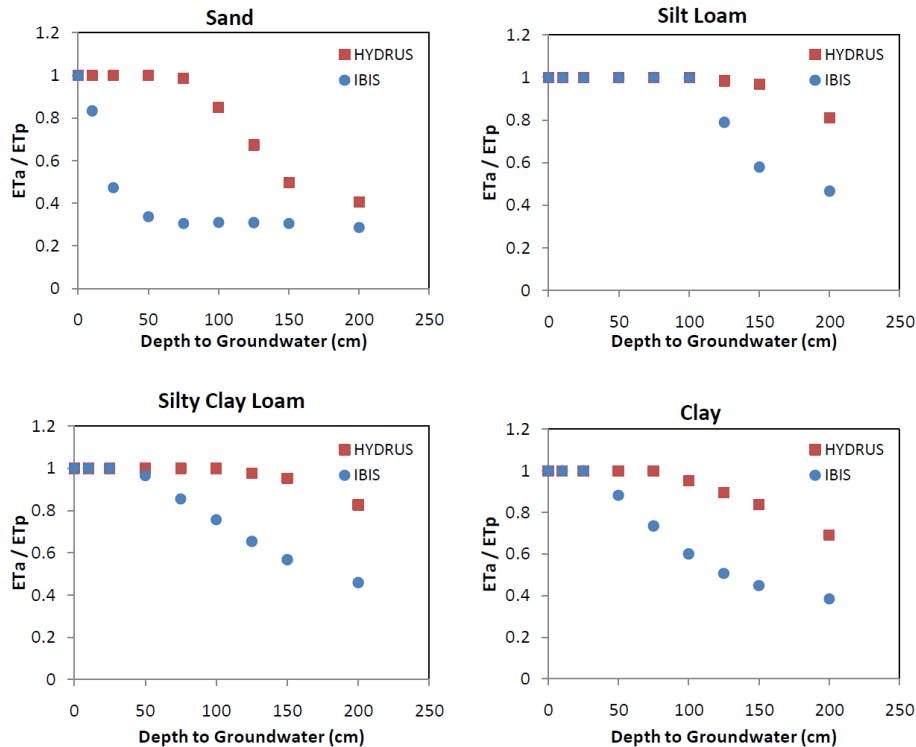 Sand
1.2
1
0.8
0.6
0.4
0.2
0
ETa / ETp
HYDRUS
IBIS
0 50 100 150 200 250
Depth to Groundwater (cm)
Silt Loam
1.2
1
0.8
0.6
0.4
0.2
0
ETa / ETp
HYDRUS
IBIS
0 50 100 150 200 250
Depth to Groundwater (cm)
Silty Clay Loam
1.2
1
0.8
0.6
0.4
0.2
0
ETa / ETp
HYDRUS
IBIS
0 50 100 150 200 250
Depth to Groundwater (cm)
Clay
1.2
1
0.8
0.6
0.4
0.2
0
ETa / ETp
HYDRUS
IBIS
0 50 100 150 200 250
Depth to Groundwater (cm)